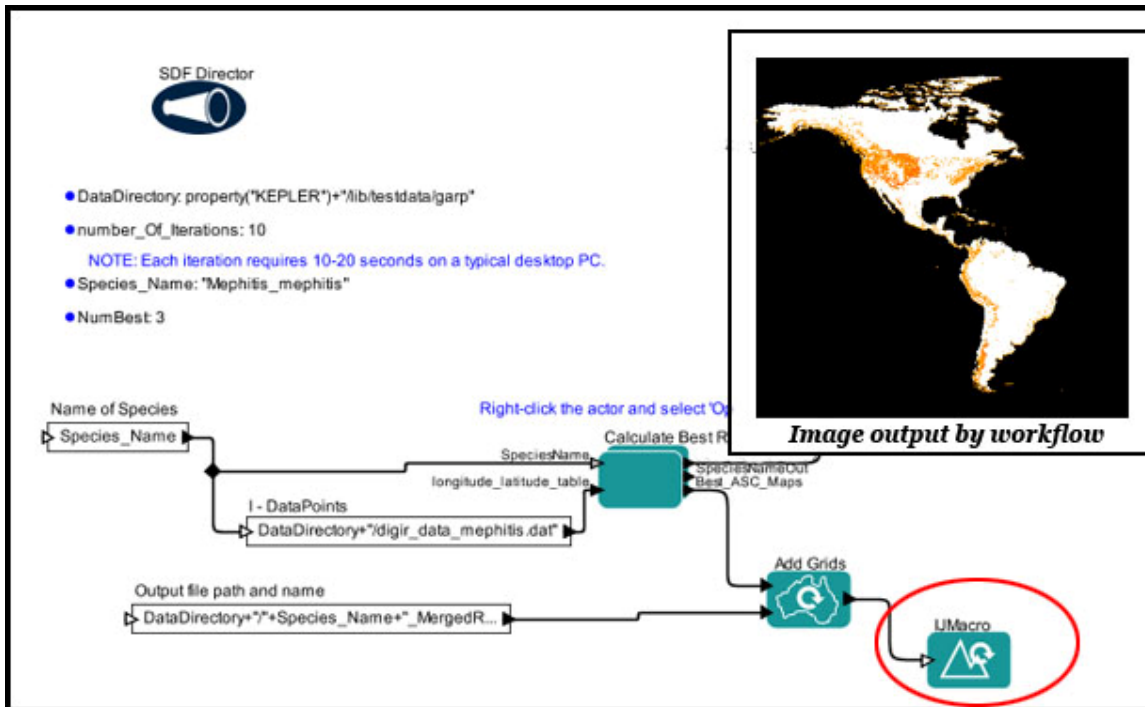 SDF Director
DataDirectory: property("KEPLER")+"/lib/testdata/garp"
number_Of_Iterations: 10
NOTE: Each iteration requires 10-20 seconds on a typical desktop PC.
Species_Name: "Mephitis_mephitis"
NumBest: 3
Image output by workflow
Name of Species
Species_Name
Right-click the actor and select 'Op
Calculate Best R
SpeciesName
longitude_latitude_table
SpeciesNameOut
Best_ASC_Maps
I - DataPoints
DataDirectory+"/digir_data_mephitis.dat"
Output file path and name
DataDirectory+"/"+Species_Name+"_MergedR...
Add Grids
IJMacro